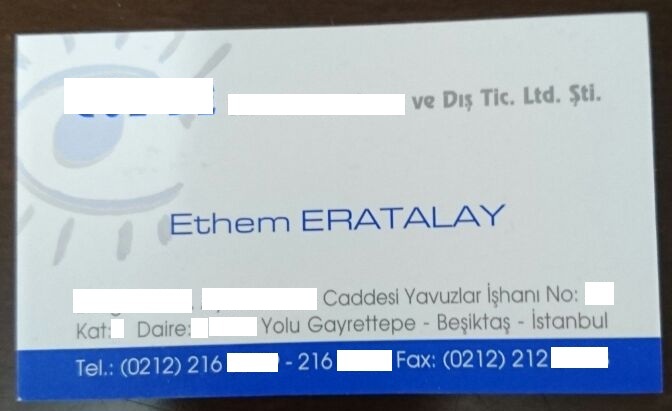 ve Dış Tic. Ltd. Şti.
Ethem ERATALAY
Caddesi Yavuzlar İşhanı No:
Kat: Daire: Yolu Gayrettepe - Beşiktaş - İstanbul
Tel.: (0212) 216 - 216 Fax: (0212) 212